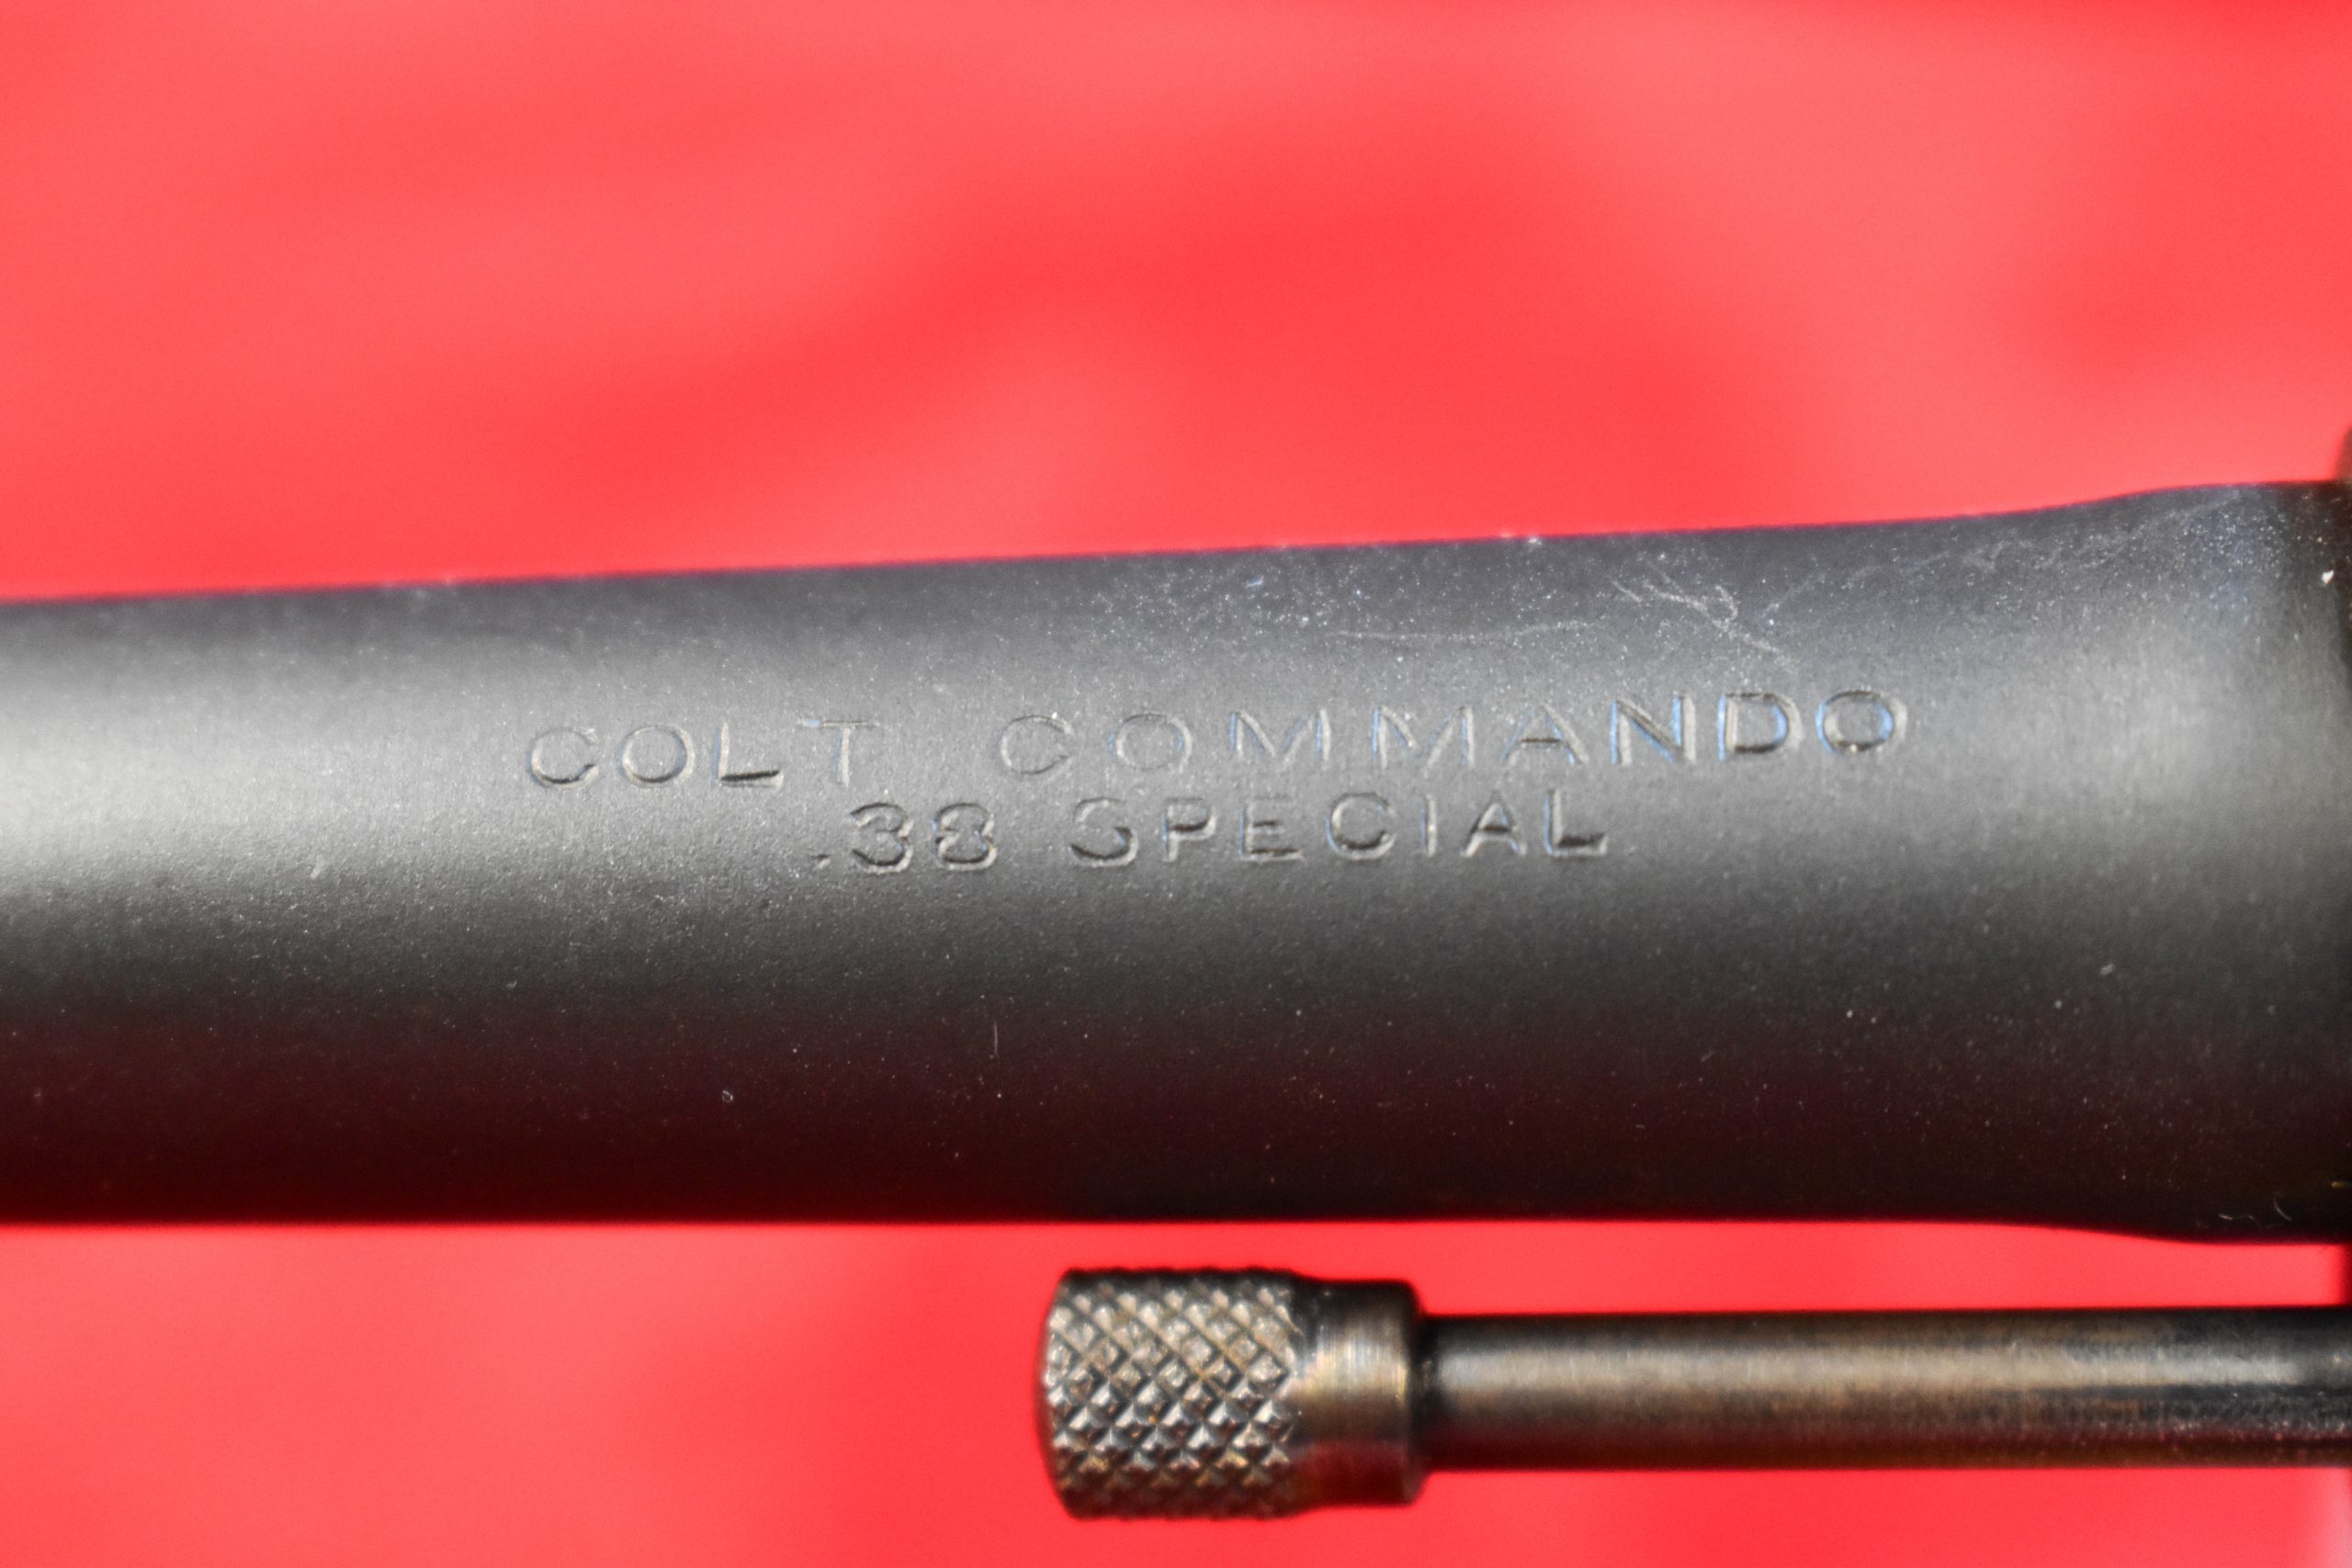 COLT COMMANDO
.38 SPECIAL